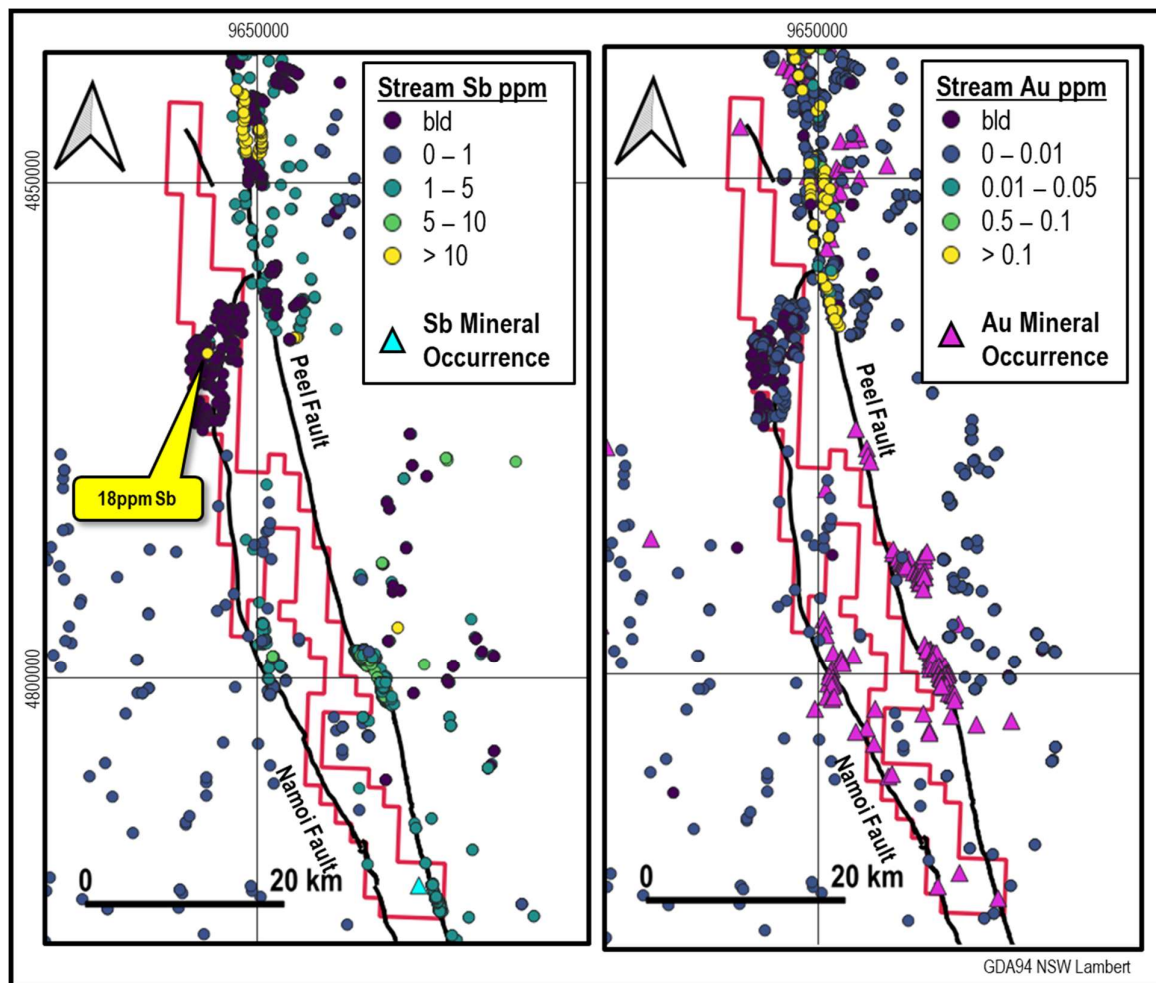 9650000
4850000
4800000
Stream Sb ppm
bld
0 – 1
1 – 5
5 – 10
> 10
Sb Mineral
Occurrence
Peel Fault
18ppm Sb
Namoi Fault
0 20 km
9650000
Stream Au ppm
bld
0 – 0.01
0.01 – 0.05
0.5 – 0.1
> 0.1
Au Mineral
Occurrence
Peel Fault
Namoi Fault
0 20 km
GDA94 NSW Lambert